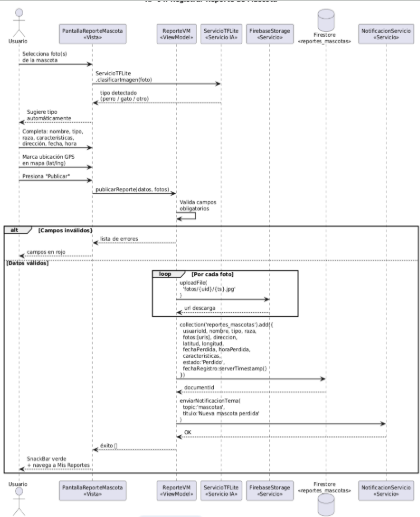 Registrar Reporte de Mascota
Usuario
PantallaReporteMascota
«Vista»
ReporteVM
«ViewModel»
ServicioTFLite
«Servicio IA»
FirebaseStorage
«Servicio»
Firestore
«reportes_mascotas»
NotificacionServicio
«Servicio»
Selecciona foto(s)
de la mascota
ServicioTFLite
.clasificarImagen(foto)
tipo detectado
(perro / gato / otro)
Sugiere tipo
automáticamente
Completa: nombre, tipo,
raza, características,
dirección, fecha, hora
Marca ubicación GPS
en mapa (lat/lng)
Presiona "Publicar"
publicarReporte(datos, fotos)
Valida campos
obligatorios
alt
[Campos inválidos]
lista de errores
campos en rojo
[Datos válidos]
loop
[Por cada foto]
uploadFile(
'fotos/{uid}/{ts}.jpg'
)
url descarga
collection('reportes_mascotas').add({
usuarioId, nombre, tipo, raza,
fotos:[urls], direccion,
latitud, longitud,
fechaPerdida, horaPerdida,
caracteristicas,
estado:'Perdido',
fechaRegistro:serverTimestamp()
})
documentId
enviarNotificacionTema(
topic:'mascotas',
titulo:'Nueva mascota perdida'
)
OK
éxito
SnackBar verde
+ navega a Mis Reportes
Usuario
PantallaReporteMascota
«Vista»
ReporteVM
«ViewModel»
ServicioTFLite
«Servicio IA»
FirebaseStorage
«Servicio»
Firestore
«reportes_mascotas»
NotificacionServicio
«Servicio»